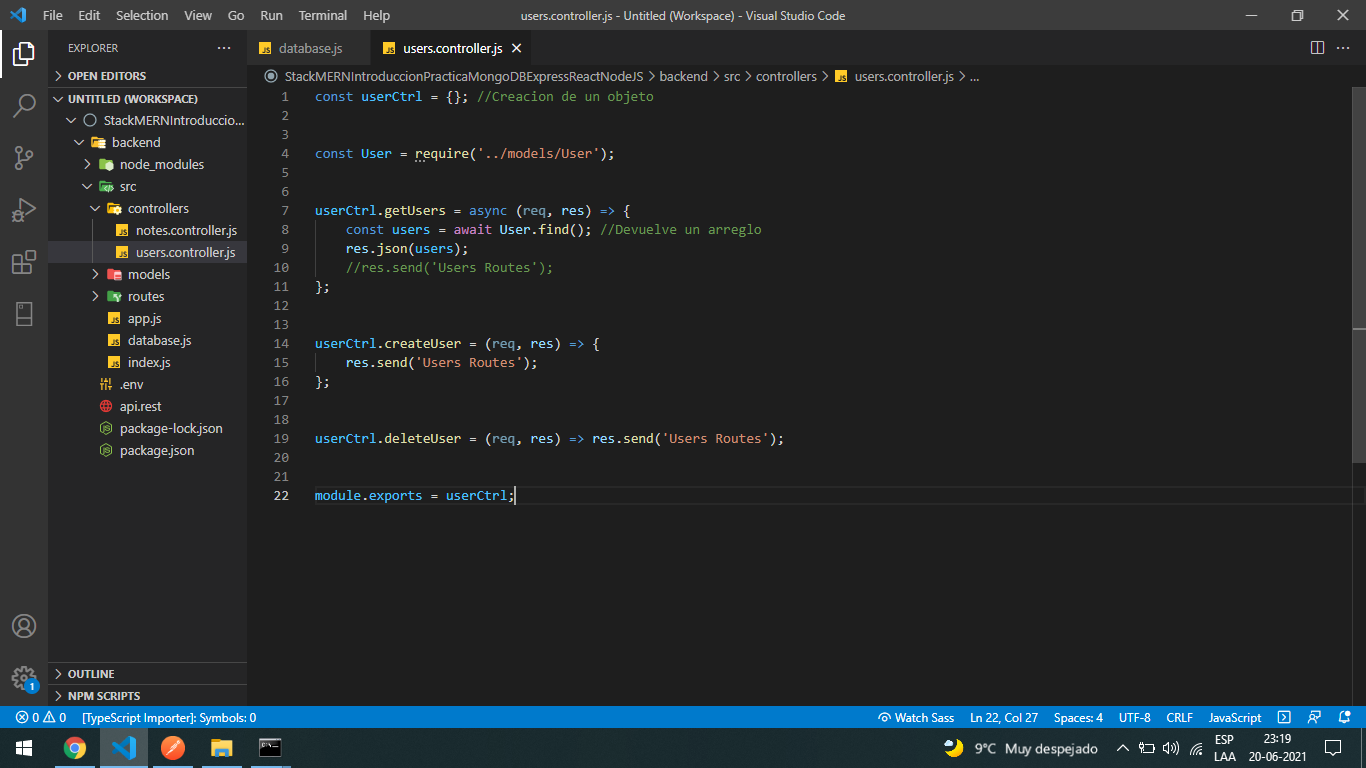 File Edit Selection View Go Run Terminal Help
users.controller.js - Untitled (Workspace) - Visual Studio Code
EXPLORER
OPEN EDITORS
UNTITLED (WORKSPACE)
StackMERNIntroduccio...
backend
node_modules
src
controllers
notes.controller.js
users.controller.js
models
routes
app.js
database.js
index.js
.env
api.rest
package-lock.json
package.json
OUTLINE
NPM SCRIPTS
database.js users.controller.js
StackMERNIntroduccionPracticaMongoDBExpressReactNodeJS > backend > src > controllers > users.controller.js > ...
1 const userCtrl = {}; //Creacion de un objeto
2
3
4 const User = require('../models/User');
5
6
7 userCtrl.getUsers = async (req, res) => {
8 const users = await User.find(); //Devuelve un arreglo
9 res.json(users);
10 //res.send('Users Routes');
11 };
12
13
14 userCtrl.createUser = (req, res) => {
15 res.send('Users Routes');
16 };
17
18
19 userCtrl.deleteUser = (req, res) => res.send('Users Routes');
20
21
22 module.exports = userCtrl;
1
0 0 [TypeScript Importer]: Symbols: 0 Watch Sass Ln 22, Col 27 Spaces: 4 UTF-8 CRLF JavaScript
9°C Muy despejado ESP LAA 23:19 20-06-2021